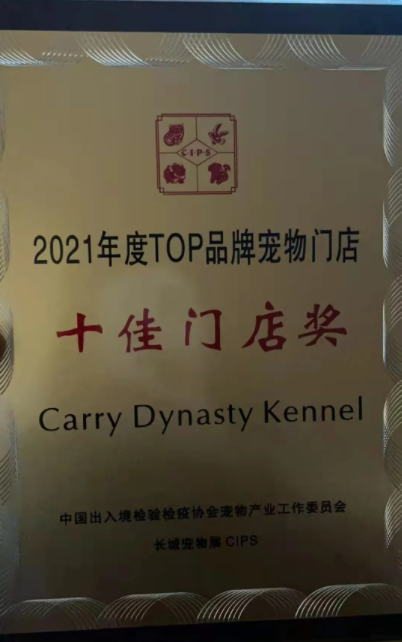 C·I·P·S
2021年度TOP品牌宠物门店
十佳门店奖
Carry Dynasty Kennel
中国出入境检验检疫协会宠物产业工作委员会
长城宠物展 CIPS